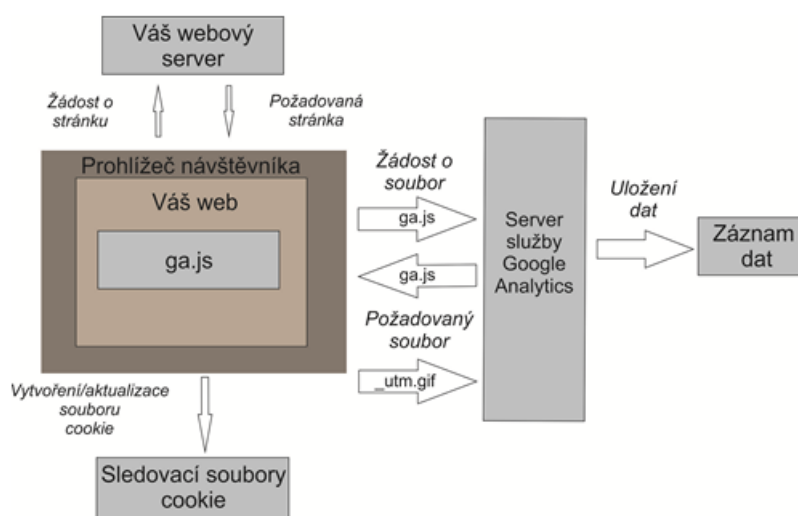 Váš webový
server
Žádost o
stránku
Požadovaná
stránka
Prohlížeč návštěvníka
Váš web
ga.js
Žádost o
soubor
ga.js
ga.js
Požadovaný
soubor
_utm.gif
Server
služby
Google
Analytics
Uložení
dat
Záznam
dat
Vytvoření/aktualizace
souboru
cookie
Sledovací soubory
cookie